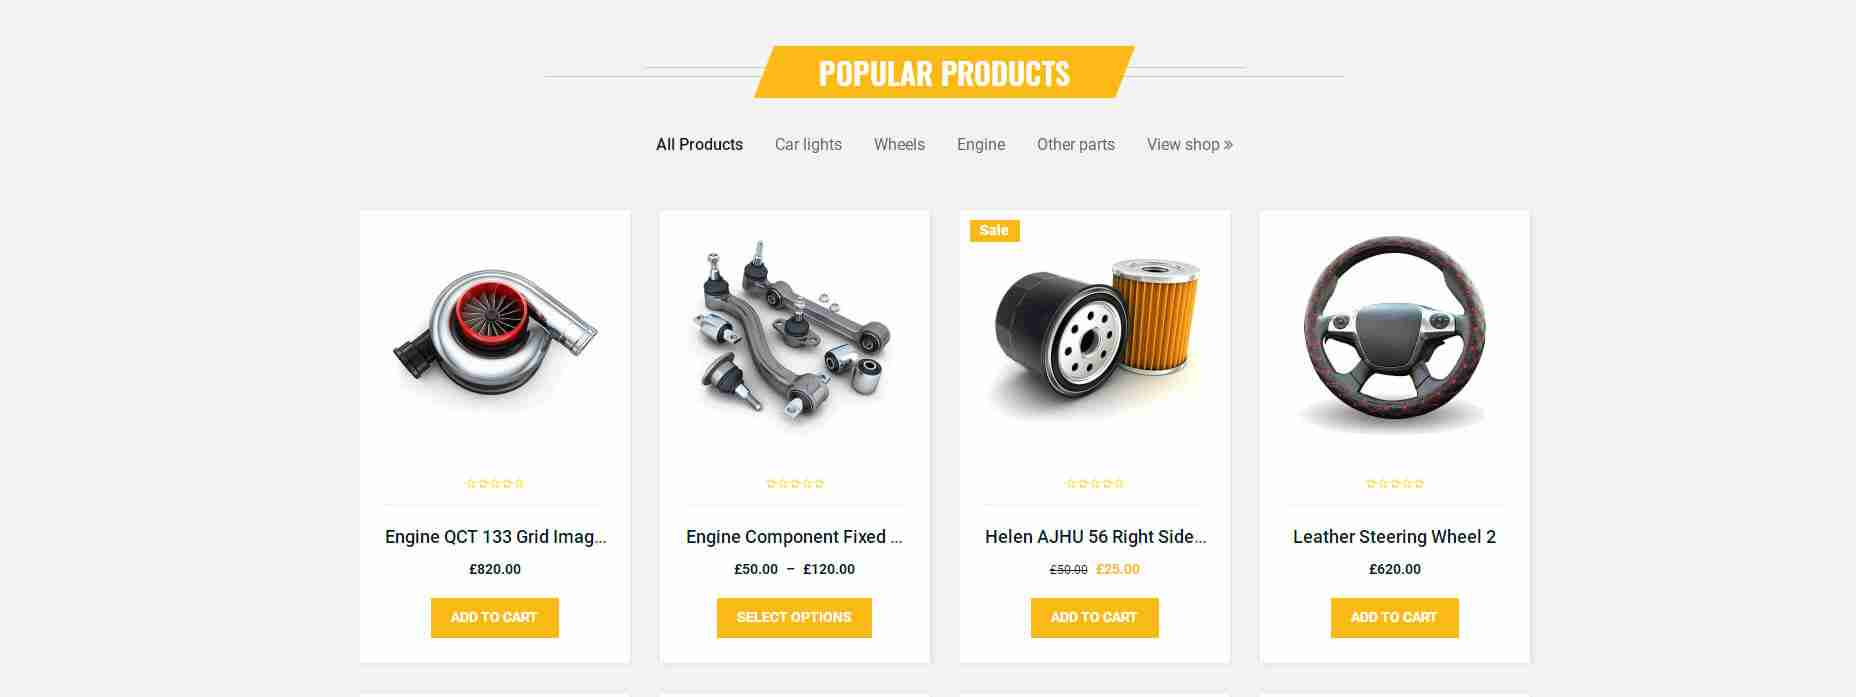 POPULAR PRODUCTS
All Products Car lights Wheels Engine Other parts View shop »
Sale
Engine QCT 133 Grid Imag... Engine Component Fixed ... Helen AJHU 56 Right Side... Leather Steering Wheel 2
£820.00 £50.00 – £120.00 £50.00 £25.00 £620.00
ADD TO CART SELECT OPTIONS ADD TO CART ADD TO CART